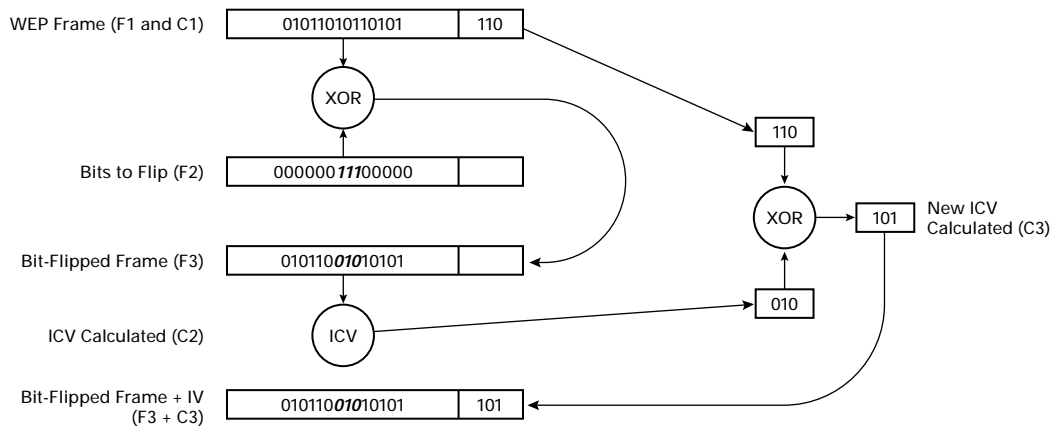 WEP Frame (F1 and C1)
01011010110101
110
XOR
110
Bits to Flip (F2)
00000011100000
XOR
101
New ICV
Calculated (C3)
Bit-Flipped Frame (F3)
01011001010101
010
ICV Calculated (C2)
ICV
Bit-Flipped Frame + IV
(F3 + C3)
01011001010101
101